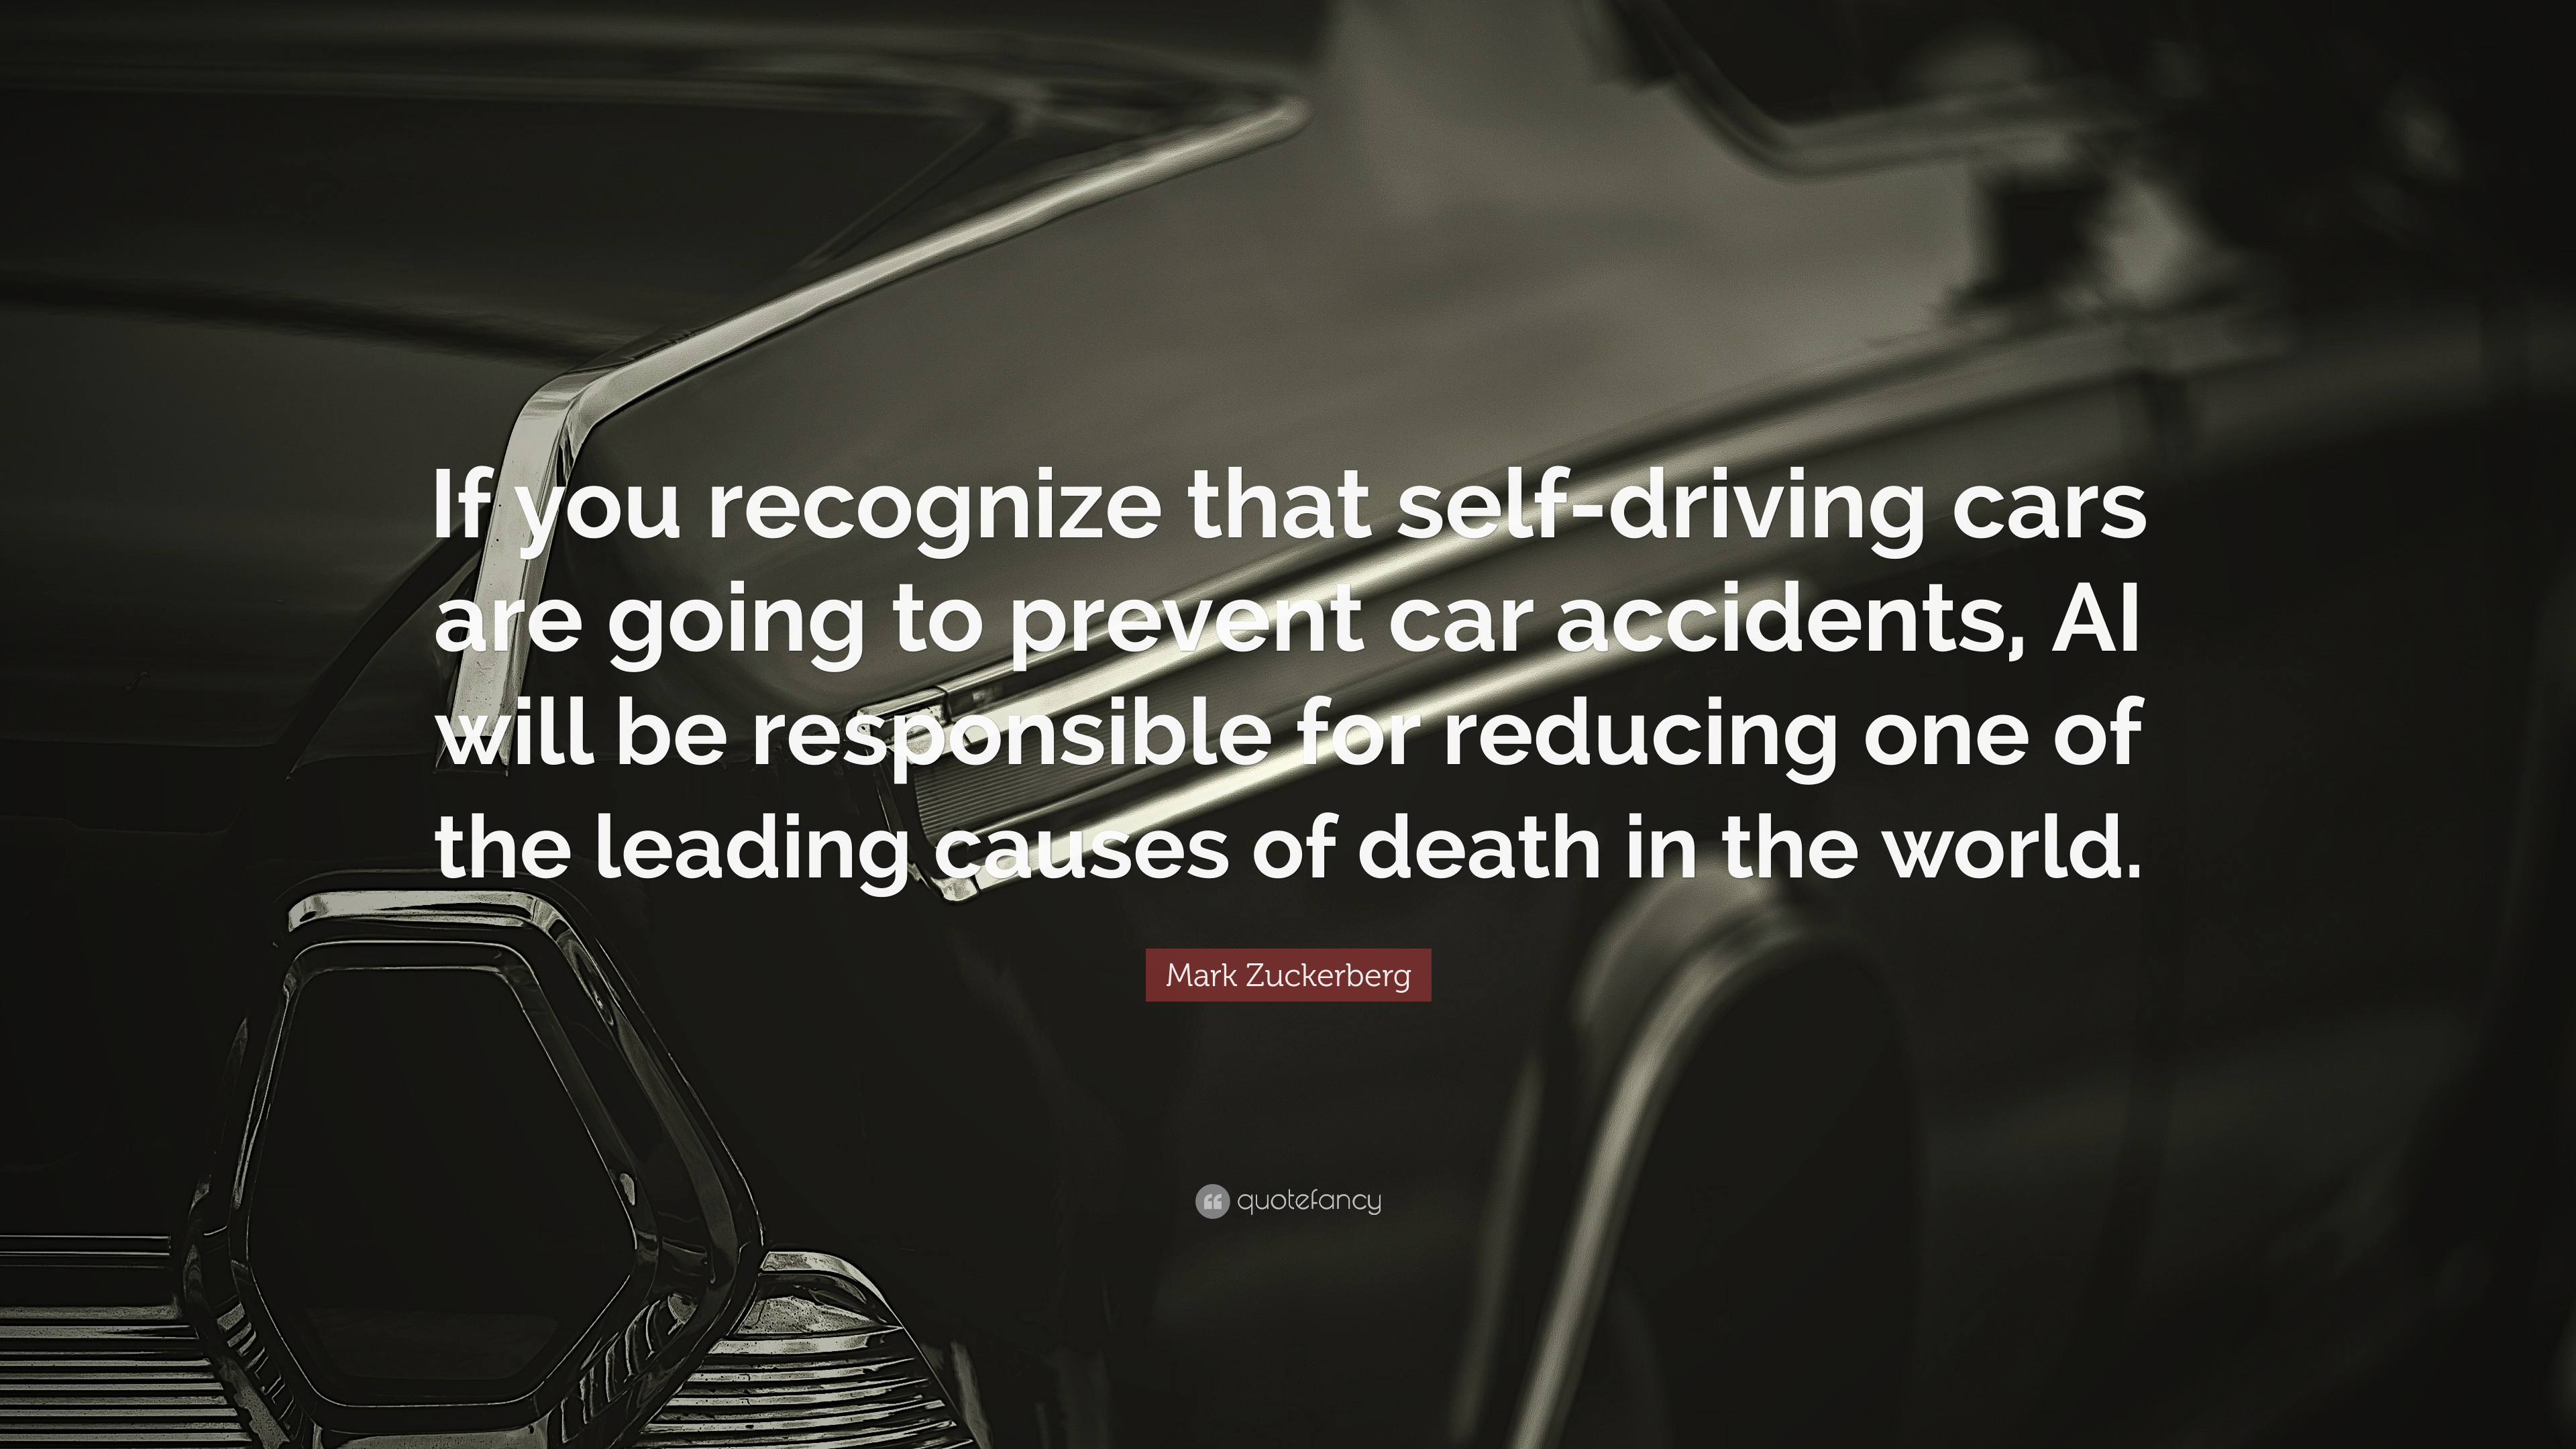 If you recognize that self-driving cars
are going to prevent car accidents, AI
will be responsible for reducing one of
the leading causes of death in the world.
Mark Zuckerberg
quotefancy